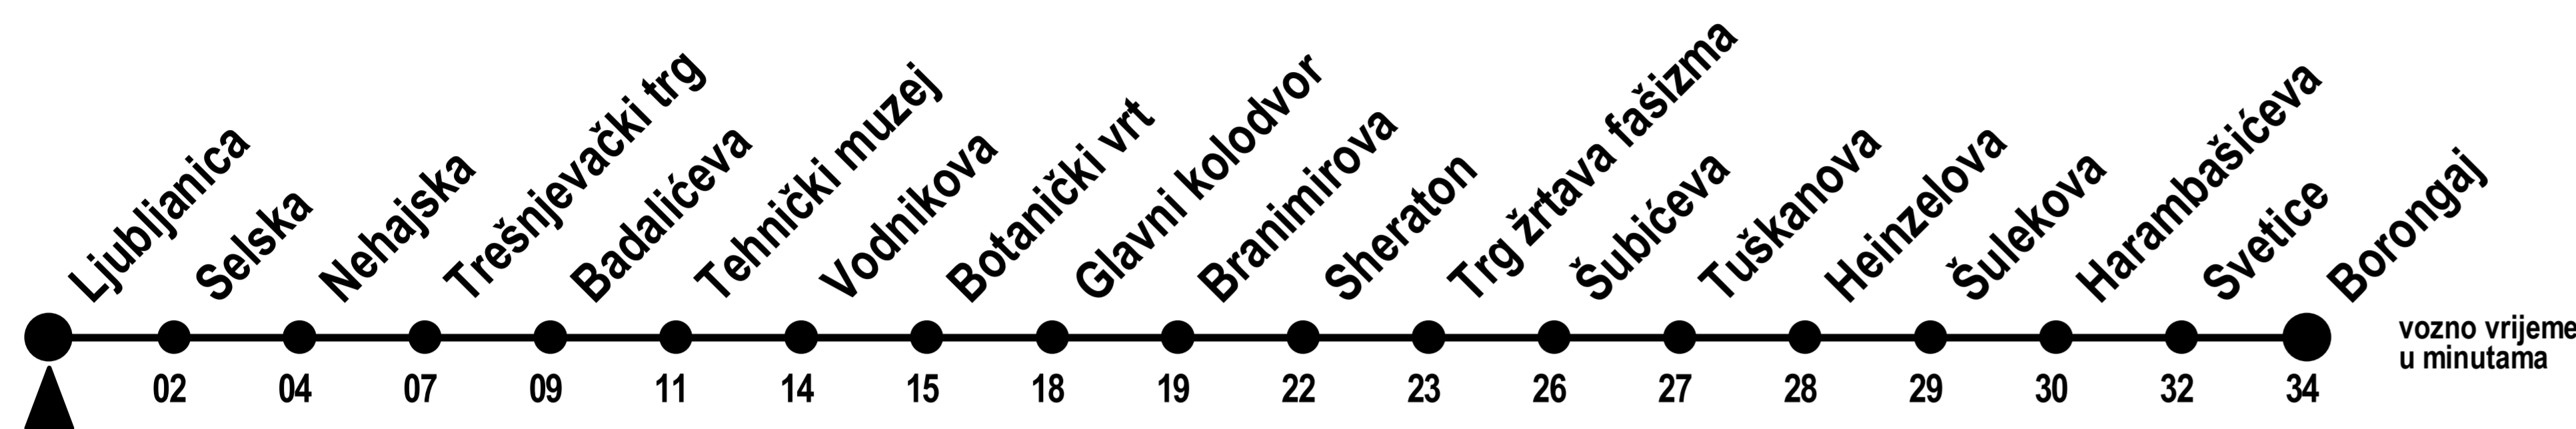 Ljubljanica
Selska
Nehajska
Trešnjevački trg
Badalićeva
Tehnički muzej
Vodnikova
Botanički vrt
Glavni kolodvor
Branimirova
Sheraton
Trg žrtava fašizma
Šubićeva
Tuškanova
Heinzelova
Šulekova
Harambašićeva
Svetice
Borongaj
vozno vrijeme
u minutama
02 04 07 09 11 14 15 18 19 22 23 26 27 28 29 30 32 34